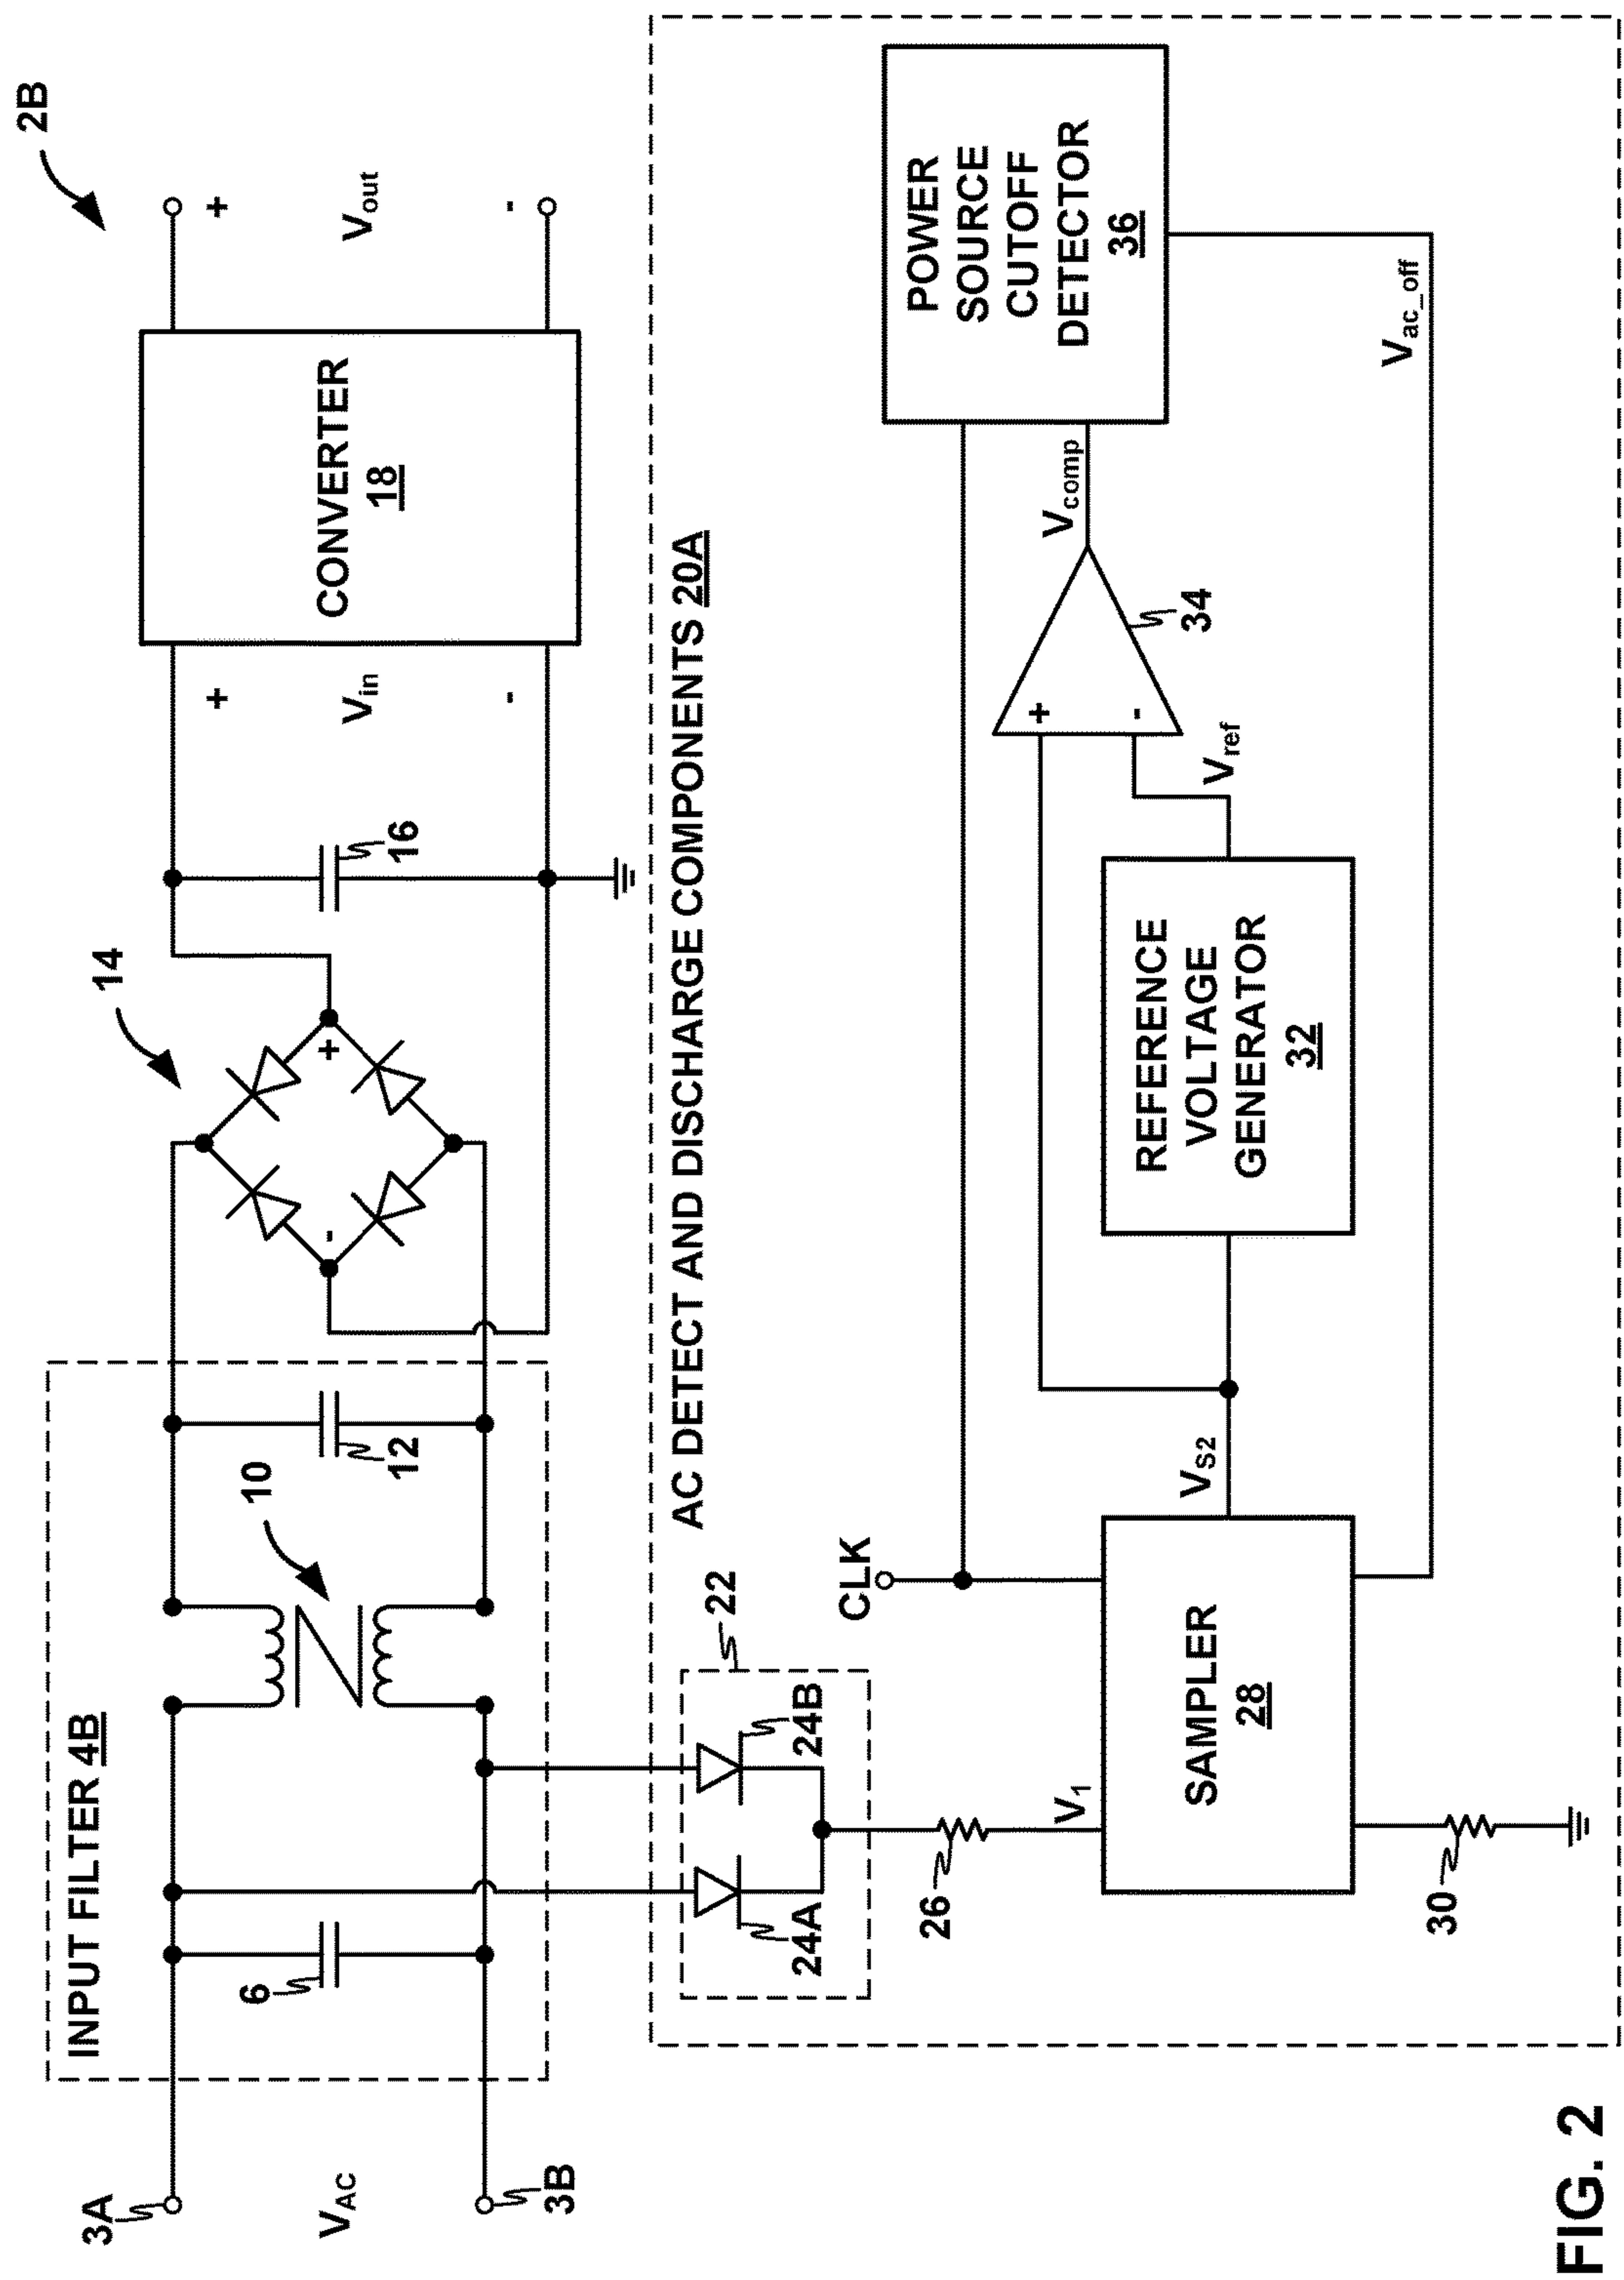 2B
INPUT FILTER 4B
3A
6
10
12
14
16
+
-
+
Vin
-
CONVERTER
18
+
Vout
-
VAC
3B
AC DETECT AND DISCHARGE COMPONENTS 20A
22
24A
24B
26
V1
CLK
SAMPLER
28
30
VS2
REFERENCE
VOLTAGE
GENERATOR
32
Vref
+
-
34
Vcomp
POWER
SOURCE
CUTOFF
DETECTOR
36
Vac_off
FIG. 2